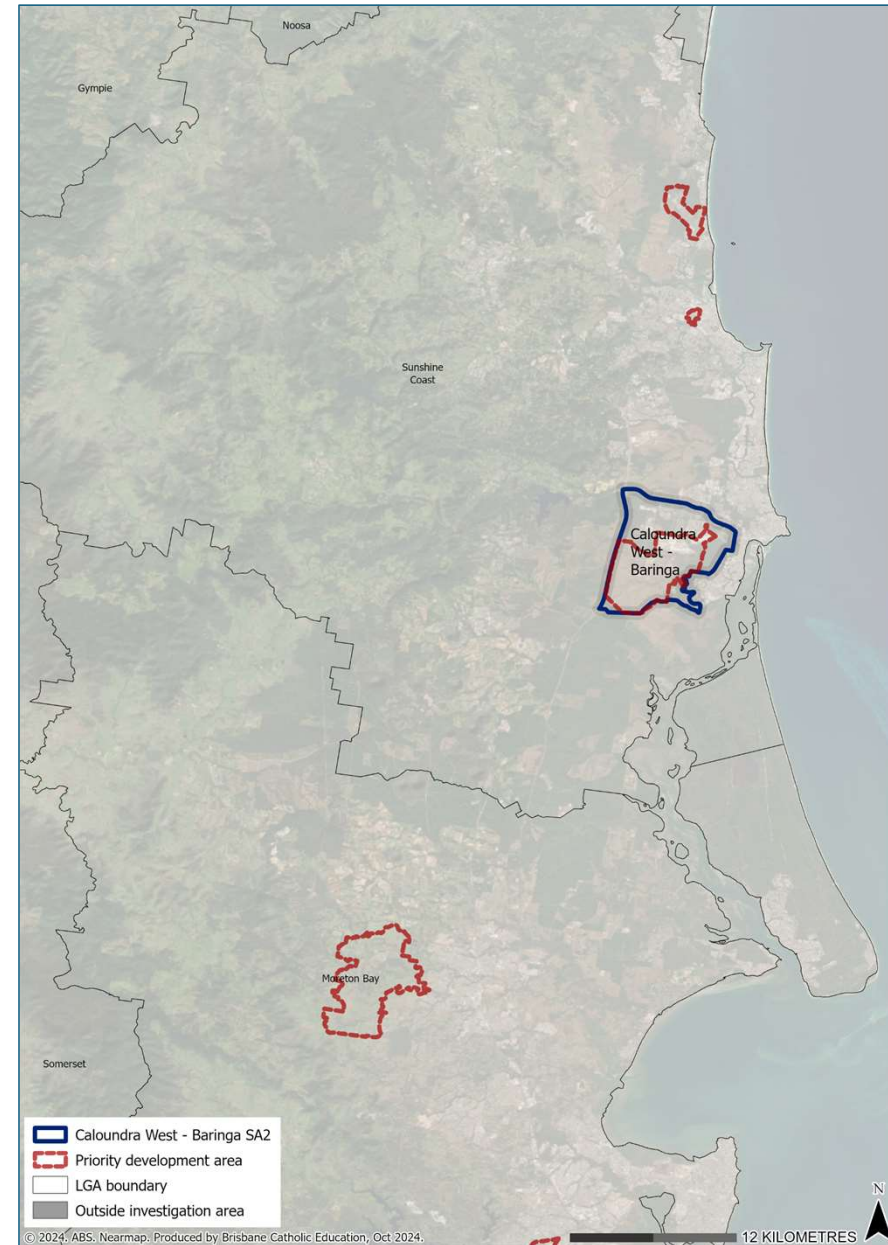 Noosa
Gympie
Sunshine
Coast
Caloundra
West -
Baringa
Moreton Bay
Somerset
Caloundra West - Baringa SA2
Priority development area
LGA boundary
Outside investigation area
N
© 2024. ABS. Nearmap. Produced by Brisbane Catholic Education, Oct 2024.
12 KILOMETRES